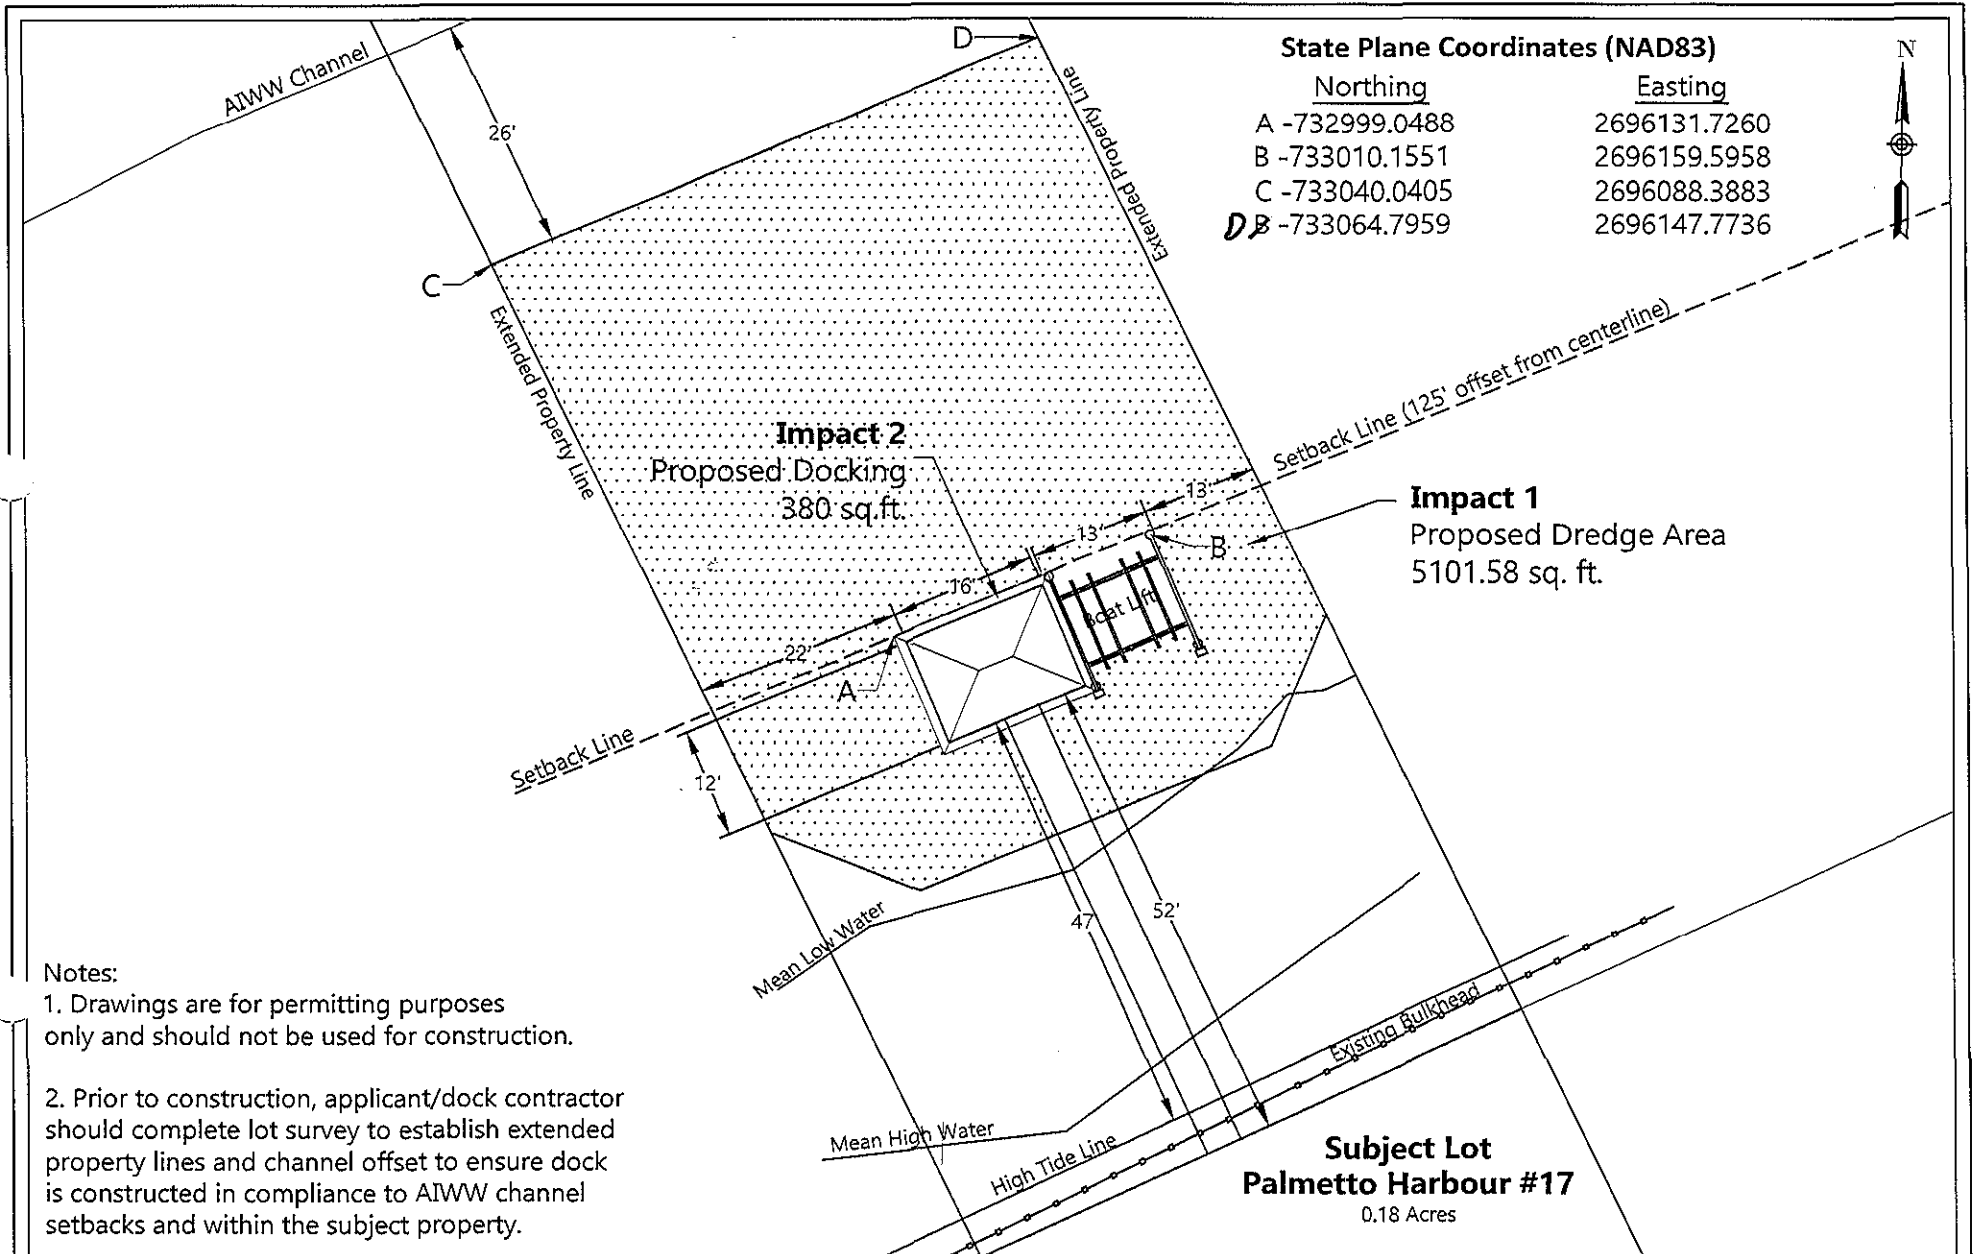 AIWW Channel
26'
D
Extended Property Line
State Plane Coordinates (NAD83)
Northing Easting
A -732999.0488 2696131.7260
B -733010.1551 2696159.5958
C -733040.0405 2696088.3883
D B -733064.7959 2696147.7736
N
C
Extended Property Line
Setback Line (125' offset from centerline)
Impact 2
Proposed Docking
380 sq.ft.
13'
13'
B
Impact 1
Proposed Dredge Area
5101.58 sq. ft.
16'
Boat Lift
22'
A
Setback Line
12'
47'
52'
Mean Low Water
Existing Bulkhead
Mean High Water
High Tide Line
Notes:
1. Drawings are for permitting purposes
only and should not be used for construction.
2. Prior to construction, applicant/dock contractor
should complete lot survey to establish extended
property lines and channel offset to ensure dock
is constructed in compliance to AIWW channel
setbacks and within the subject property.
Subject Lot
Palmetto Harbour #17
0.18 Acres